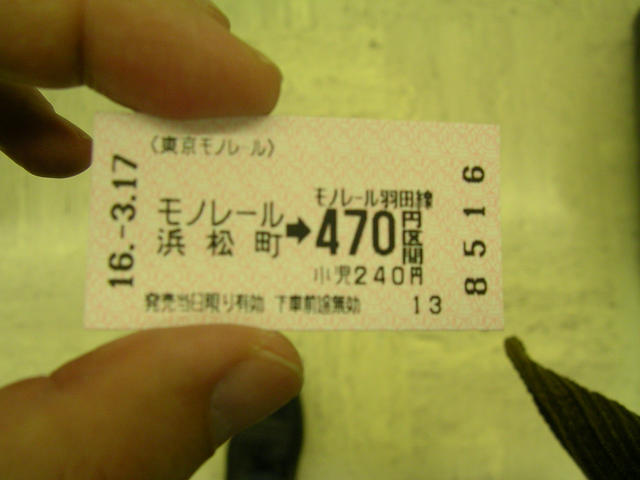 〈東京モノレール〉
16.-3.17
モノレール浜松町➡470円区間
モノレール羽田線
小児240円
発売当日限り有効 下車前途無効
13
8516